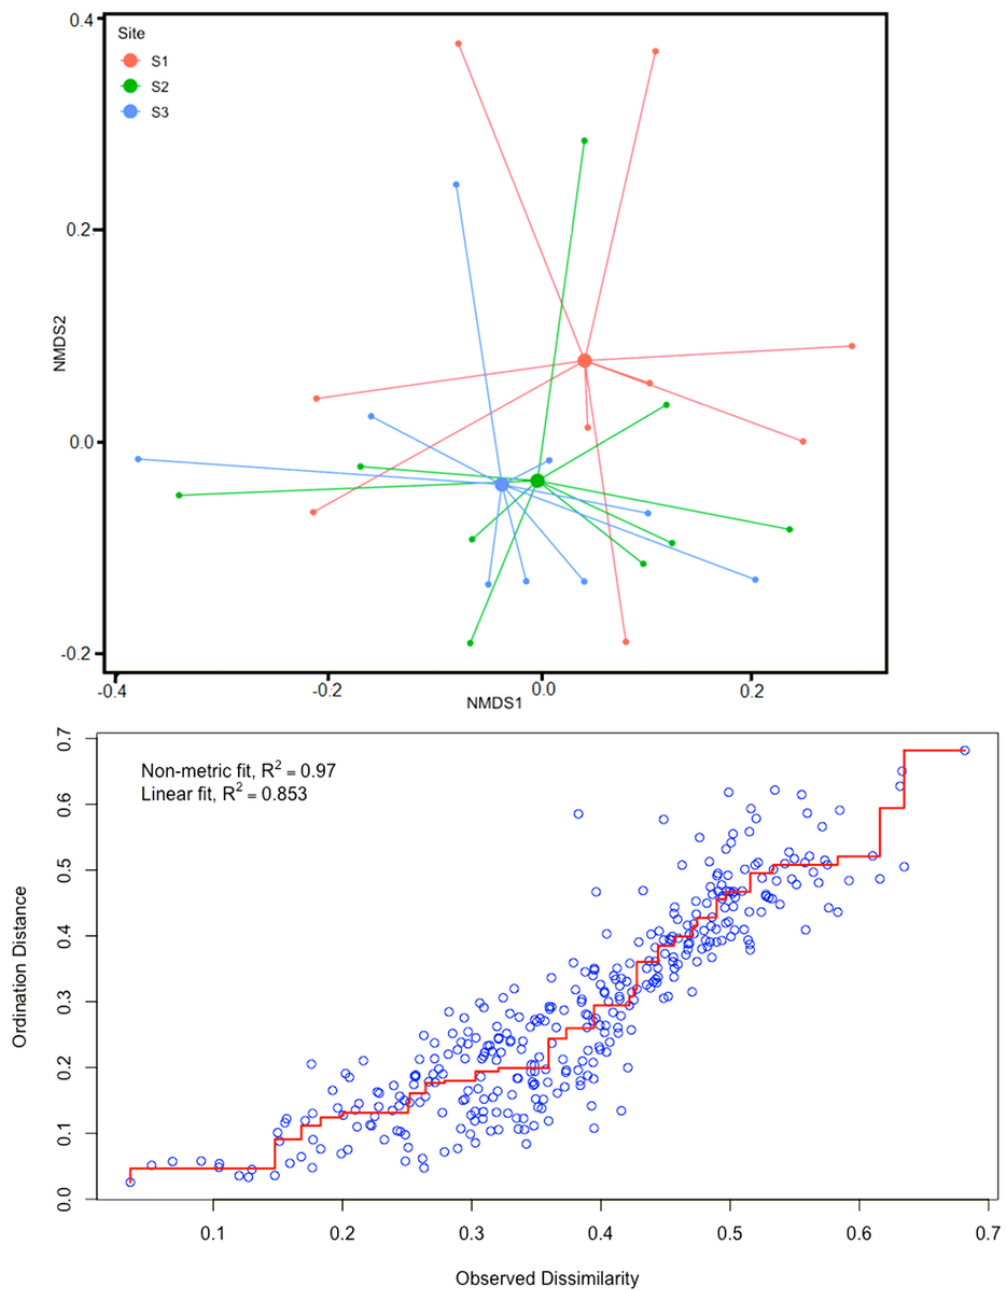 Site
S1
S2
S3
0.4
0.2
0.0
-0.2
NMDS2
-0.4
-0.2
0.0
0.2
NMDS1
Non-metric fit, R² = 0.97
Linear fit, R² = 0.853
0.7
0.6
0.5
0.4
0.3
0.2
0.1
0.0
Ordination Distance
0.1
0.2
0.3
0.4
0.5
0.6
0.7
Observed Dissimilarity